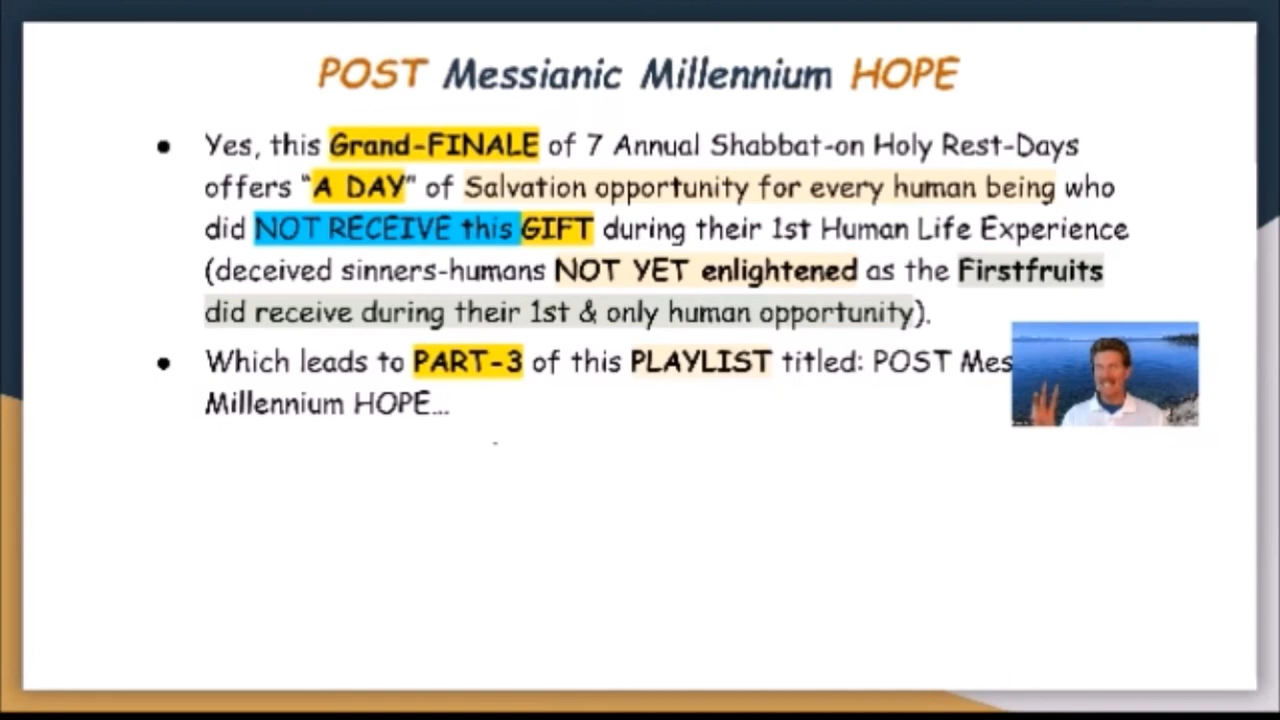 POST Messianic Millennium HOPE
• Yes, this Grand-FINALE of 7 Annual Shabbat-on Holy Rest-Days
offers "A DAY" of Salvation opportunity for every human being who
did NOT RECEIVE this GIFT during their 1st Human Life Experience
(deceived sinners-humans NOT YET enlightened as the Firstfruits
did receive during their 1st & only human opportunity).
• Which leads to PART-3 of this PLAYLIST titled: POST Mes
Millennium HOPE...